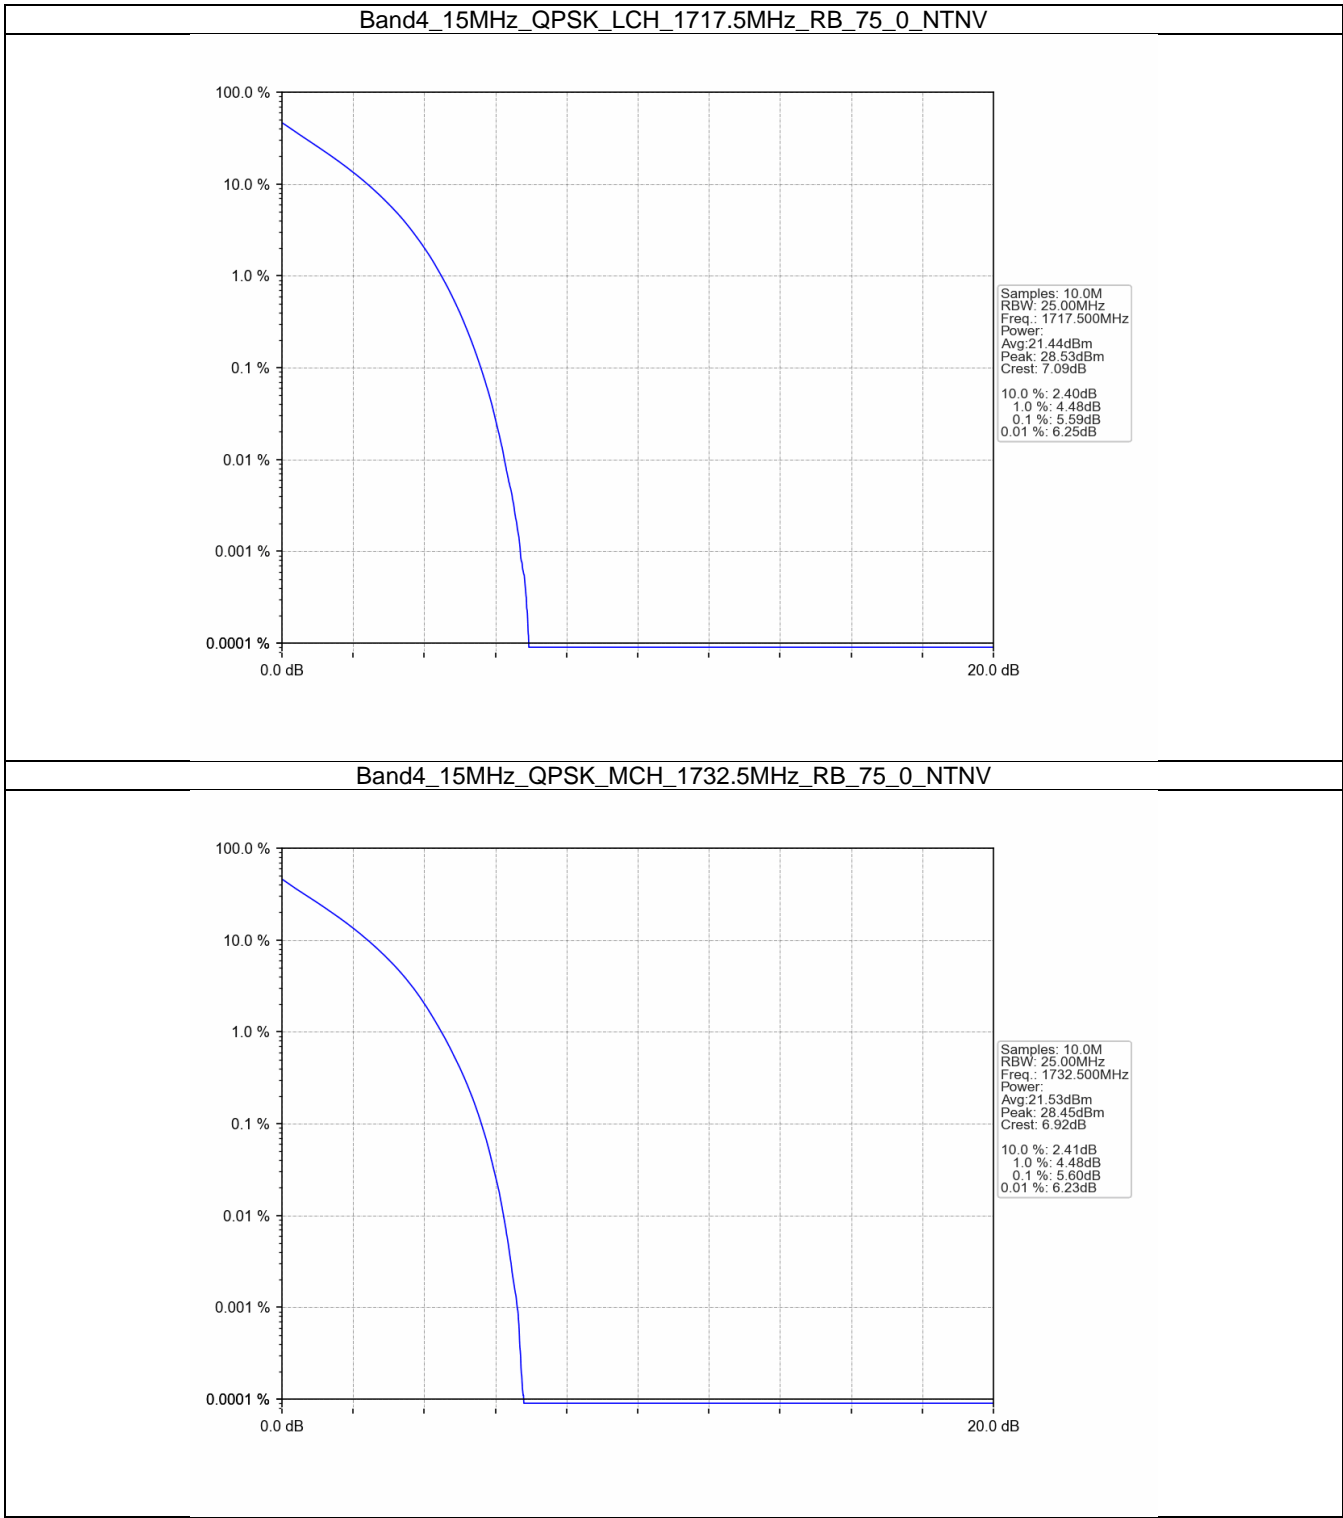 Band4_15MHz_QPSK_LCH_1717.5MHz_RB_75_0_NTNV
100.0 %
10.0 %
1.0 %
0.1 %
0.01 %
0.001 %
0.0001 %
0.0 dB
20.0 dB
Samples: 10.0M
RBW: 25.00MHz
Freq.: 1717.500MHz
Power:
Avg:21.44dBm
Peak: 28.53dBm
Crest: 7.09dB
10.0 %: 2.40dB
1.0 %: 4.48dB
0.1 %: 5.59dB
0.01 %: 6.25dB
Band4_15MHz_QPSK_MCH_1732.5MHz_RB_75_0_NTNV
100.0 %
10.0 %
1.0 %
0.1 %
0.01 %
0.001 %
0.0001 %
0.0 dB
20.0 dB
Samples: 10.0M
RBW: 25.00MHz
Freq.: 1732.500MHz
Power:
Avg:21.53dBm
Peak: 28.45dBm
Crest: 6.92dB
10.0 %: 2.41dB
1.0 %: 4.48dB
0.1 %: 5.60dB
0.01 %: 6.23dB